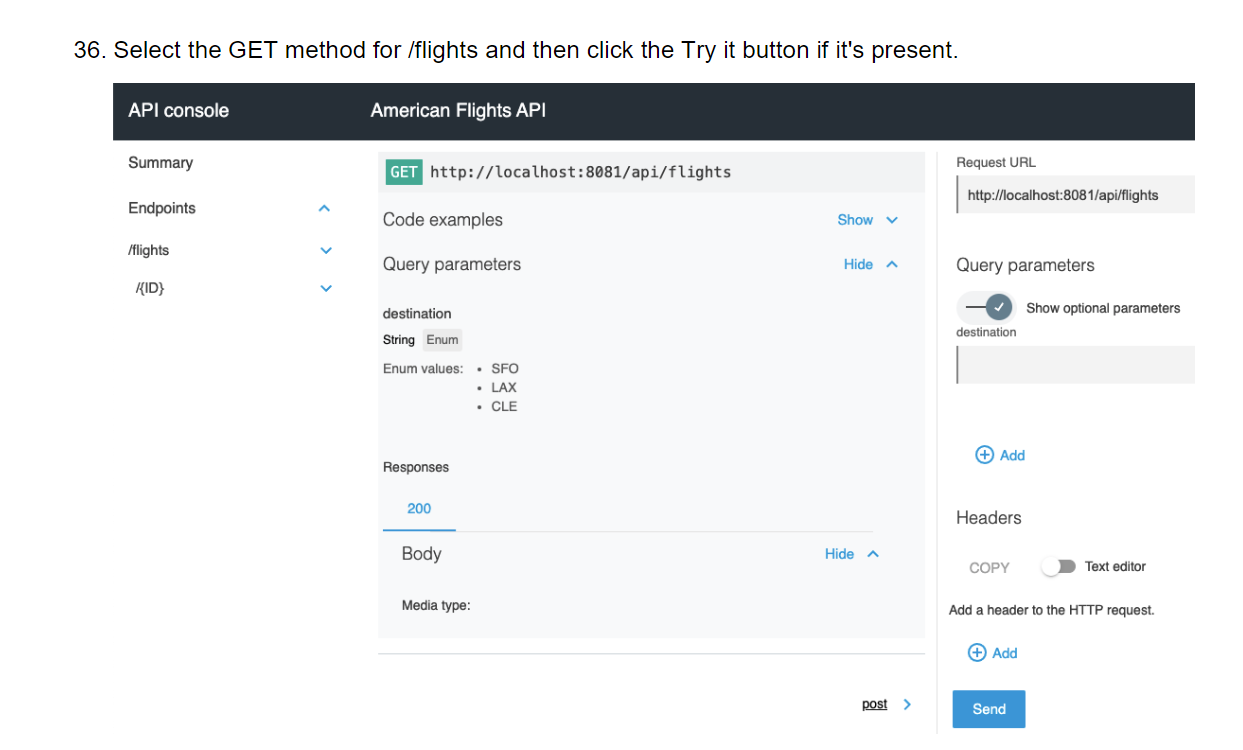 36. Select the GET method for /flights and then click the Try it button if it's present.
API console
American Flights API
Summary
Endpoints
/flights
/{ID}
GET http://localhost:8081/api/flights
Code examples
Show
Query parameters
Hide
destination
String Enum
Enum values: • SFO
• LAX
• CLE
Responses
200
Body
Hide
Media type:
post
Request URL
http://localhost:8081/api/flights
Query parameters
Show optional parameters
destination
Add
Headers
COPY
Text editor
Add a header to the HTTP request.
Add
Send